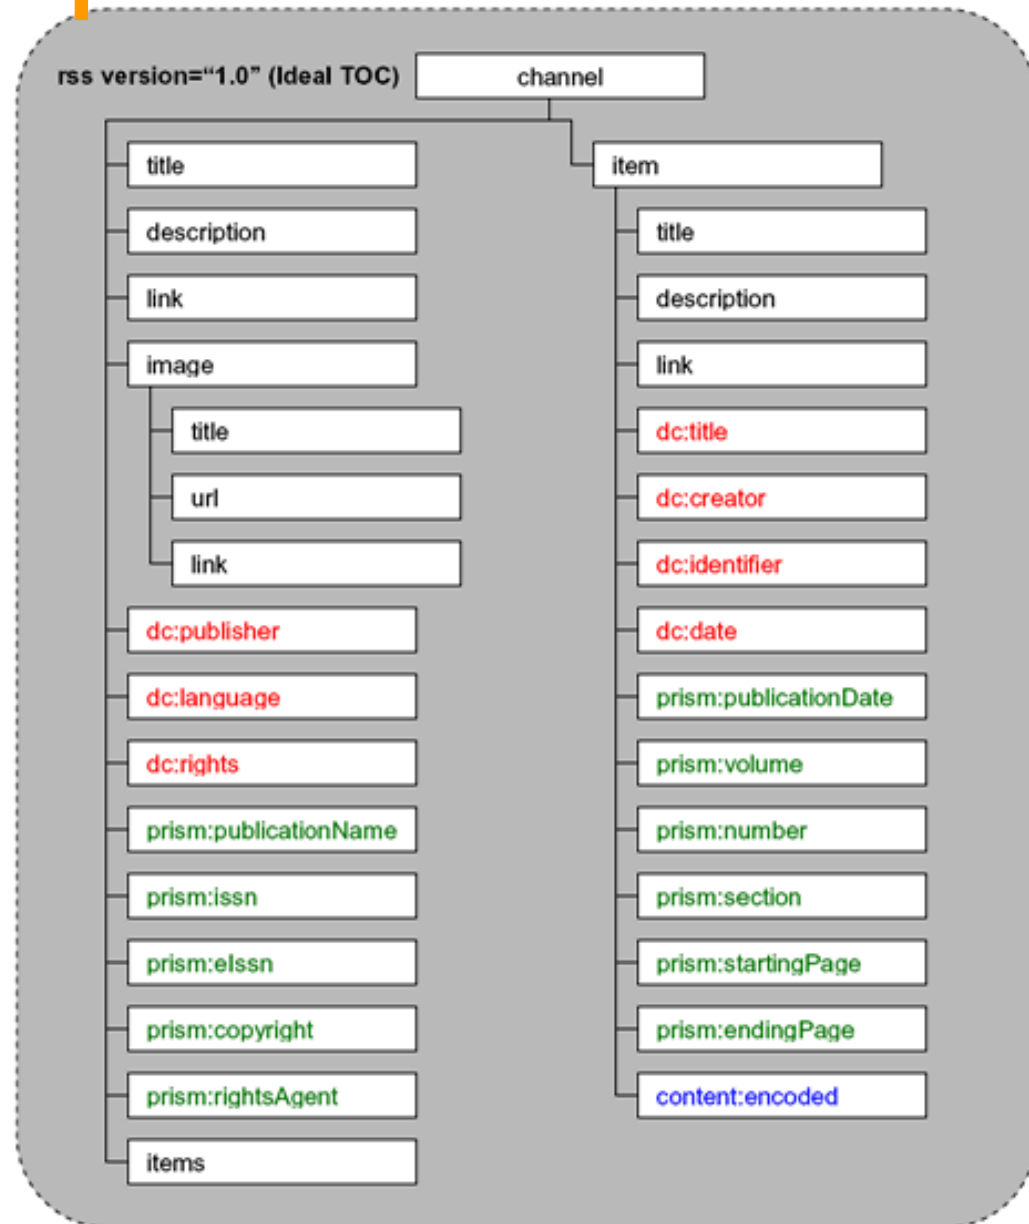 rss version=“1.0” (Ideal TOC)
channel
title
description
link
image
title
url
link
dc:publisher
dc:language
dc:rights
prism:publicationName
prism:issn
prism:eIssn
prism:copyright
prism:rightsAgent
items
item
title
description
link
dc:title
dc:creator
dc:identifier
dc:date
prism:publicationDate
prism:volume
prism:number
prism:section
prism:startingPage
prism:endingPage
content:encoded